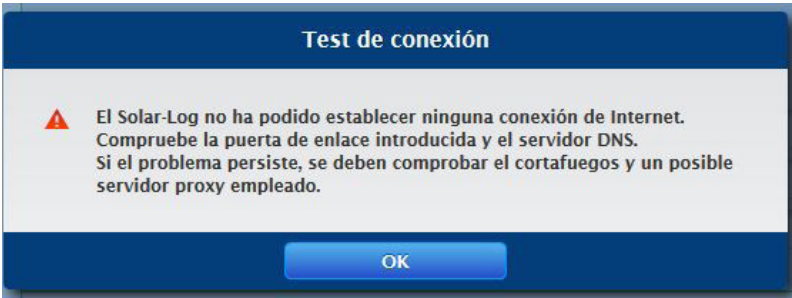 Test de conexión
El Solar-Log no ha podido establecer ninguna conexión de Internet.
Compruebe la puerta de enlace introducida y el servidor DNS.
Si el problema persiste, se deben comprobar el cortafuegos y un posible
servidor proxy empleado.
OK